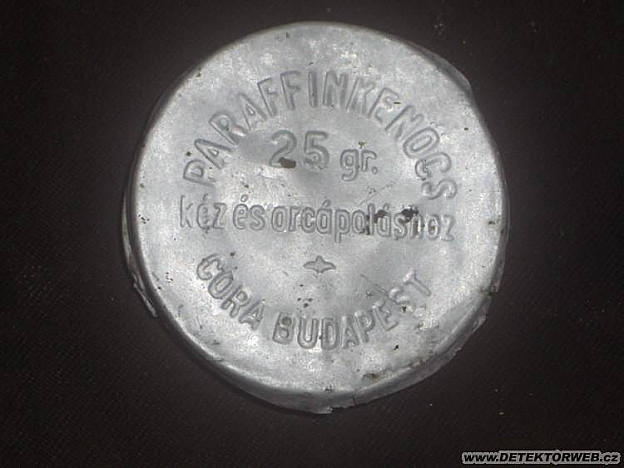 PARAFFINKENŐCS
25 gr.
kéz és arcápoláshoz
CORA BUDAPEST
www.DETEKTORWEB.cz